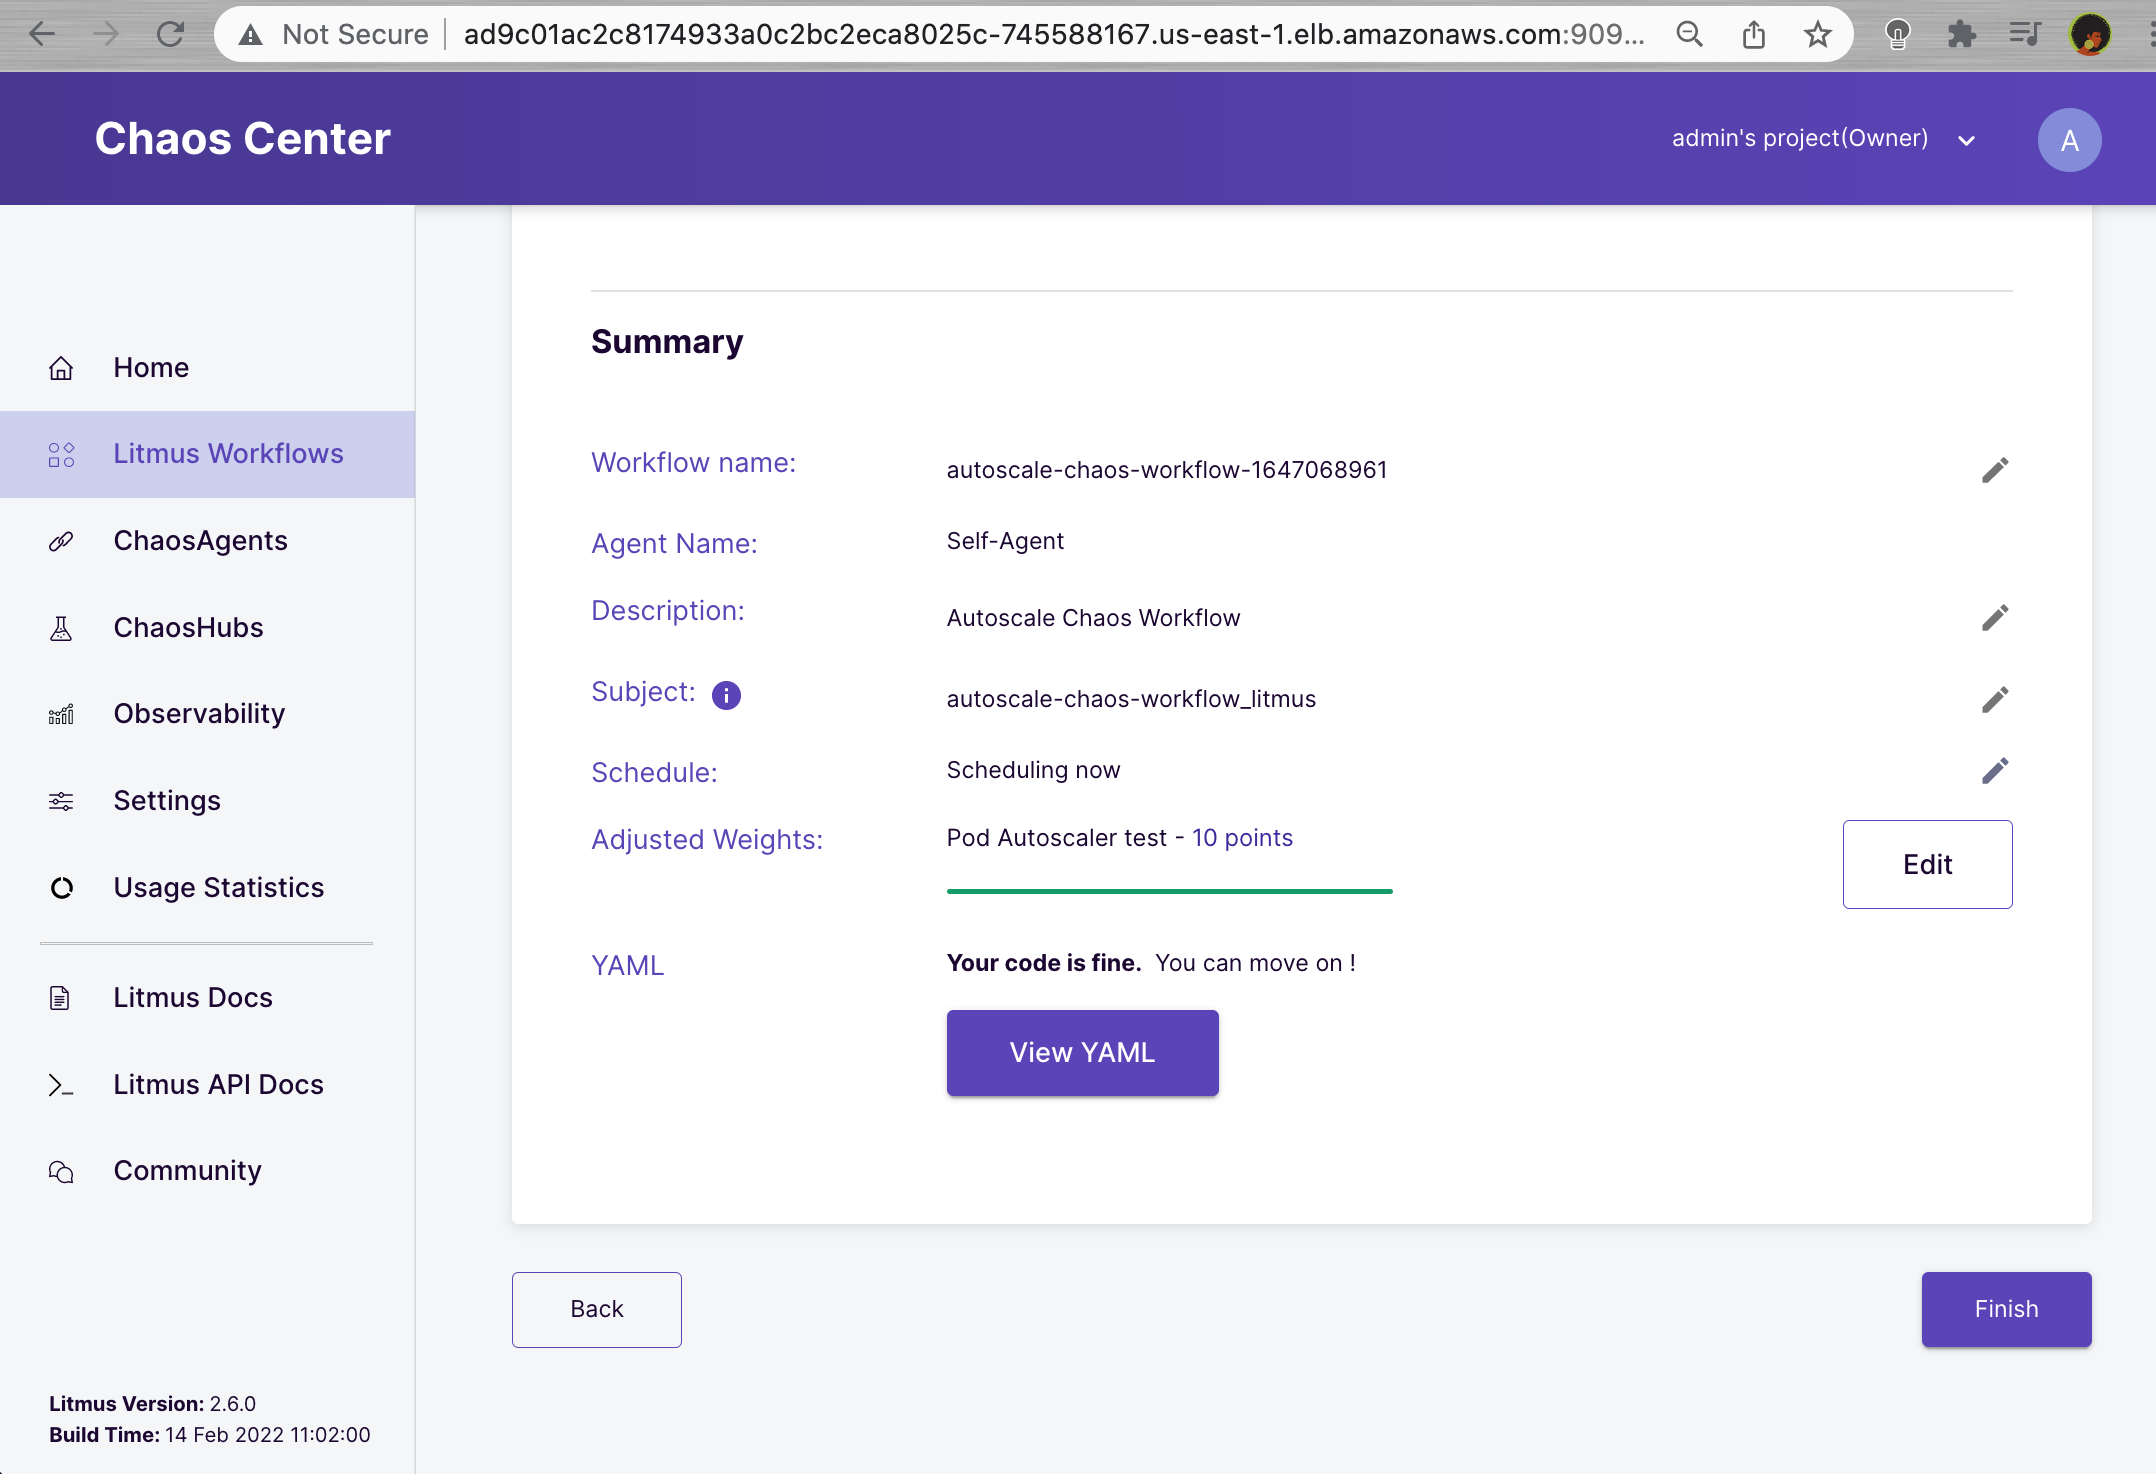 Not Secure
ad9c01ac2c8174933a0c2bc2eca8025c-745588167.us-east-1.elb.amazonaws.com:909...
Chaos Center
admin's project(Owner)
A
Home
Litmus Workflows
ChaosAgents
ChaosHubs
Observability
Settings
Usage Statistics
Litmus Docs
Litmus API Docs
Community
Litmus Version: 2.6.0
Build Time: 14 Feb 2022 11:02:00
Summary
Workflow name: autoscale-chaos-workflow-1647068961
Agent Name: Self-Agent
Description: Autoscale Chaos Workflow
Subject: i autoscale-chaos-workflow_litmus
Schedule: Scheduling now
Adjusted Weights: Pod Autoscaler test - 10 points
Edit
YAML Your code is fine. You can move on !
View YAML
Back
Finish